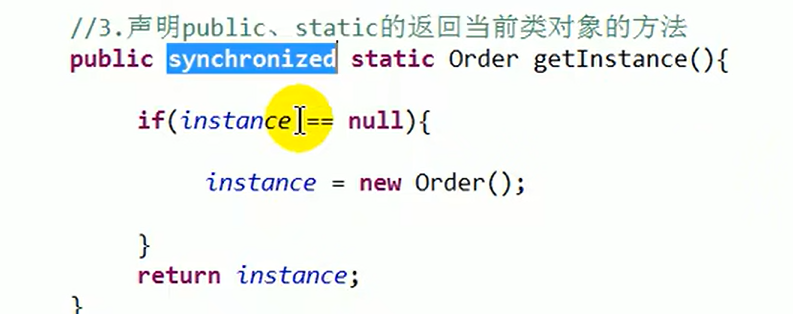 //3.声明public、static的返回当前类对象的方法
public synchronized static Order getInstance(){
if(instance == null){
instance = new Order();
}
return instance;
}